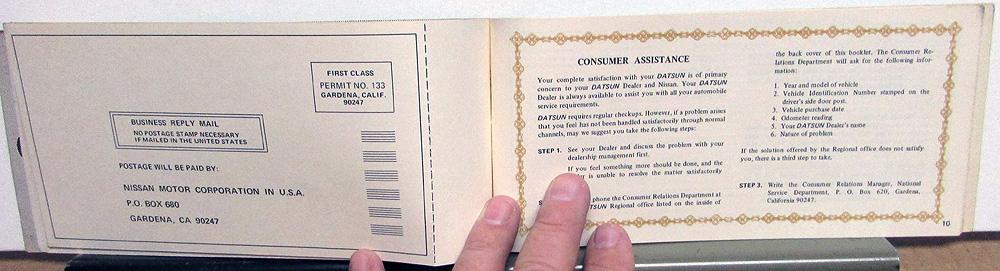 FIRST CLASS
PERMIT NO. 133
GARDENA, CALIF.
90247
BUSINESS REPLY MAIL
NO POSTAGE STAMP NECESSARY
IF MAILED IN THE UNITED STATES
POSTAGE WILL BE PAID BY:
NISSAN MOTOR CORPORATION IN U.S.A.
P.O. BOX 680
GARDENA, CA 90247
CONSUMER ASSISTANCE
Your complete satisfaction with your DATSUN is of primary
concern to your DATSUN Dealer and Nissan. Your DATSUN
Dealer is always available to assist you with all your automobile
service requirements.
DATSUN requires regular checkups. However, if a problem arises
that you feel has not been handled satisfactorily through normal
channels, may we suggest you take the following steps:
STEP 1. See your Dealer and discuss the problem with your
dealership management first.
If you feel something more should be done, and the
is unable to resolve the matter satisfactorily
phone the Consumer Relations Department at
Regional office listed on the inside of
the back cover of this booklet. The Consumer Re-
lations Department will ask for the following infor-
mation:
1. Year and model of vehicle
2. Vehicle Identification Number stamped on the
driver's side door post.
3. Vehicle purchase date
4. Odometer reading
5. Your DATSUN Dealer's name
6. Nature of problem
If the solution offered by the Regional office does not satisfy
you, there is a third step to take.
STEP 3. Write the Consumer Relations Manager, National
Service Department, P. O. Box 620, Gardena,
California 90247.
10